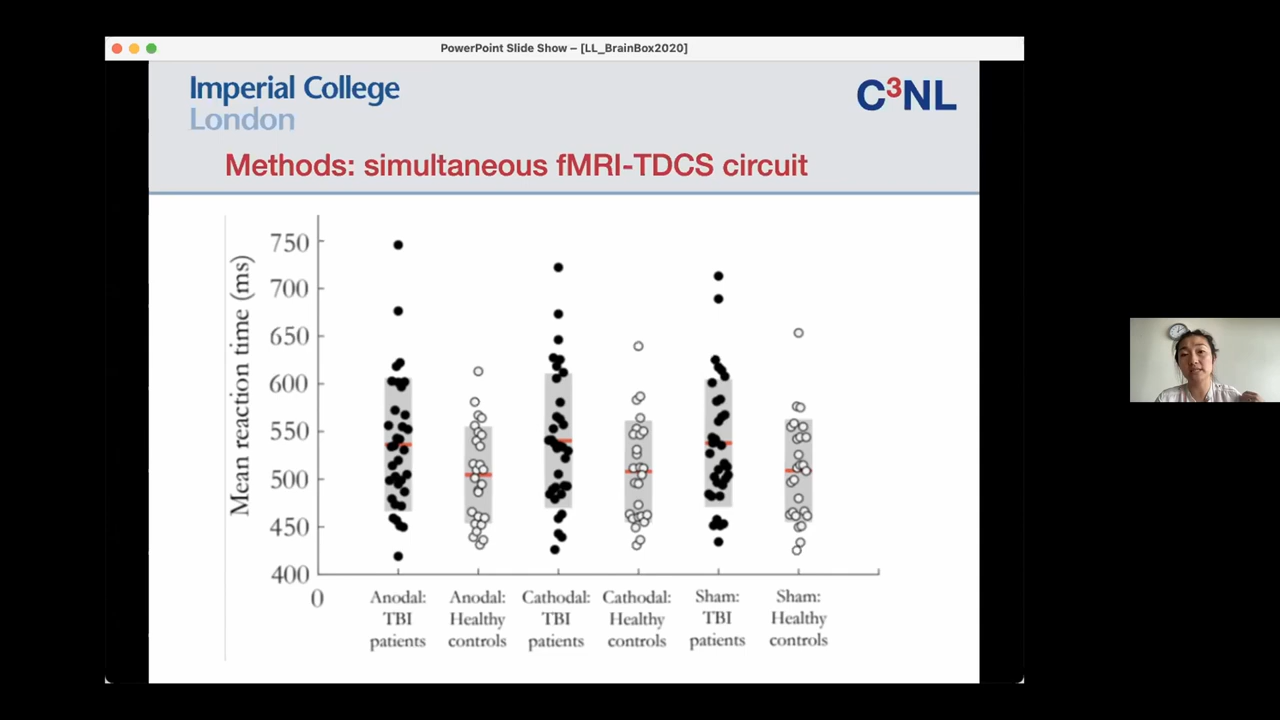 PowerPoint Slide Show – [LL_BrainBox2020]
Imperial College
London
C³NL
Methods: simultaneous fMRI-TDCS circuit
Mean reaction time (ms)
750
700
650
600
550
500
450
400
0
Anodal:
TBI
patients
Anodal:
Healthy
controls
Cathodal:
TBI
patients
Cathodal:
Healthy
controls
Sham:
TBI
patients
Sham:
Healthy
controls